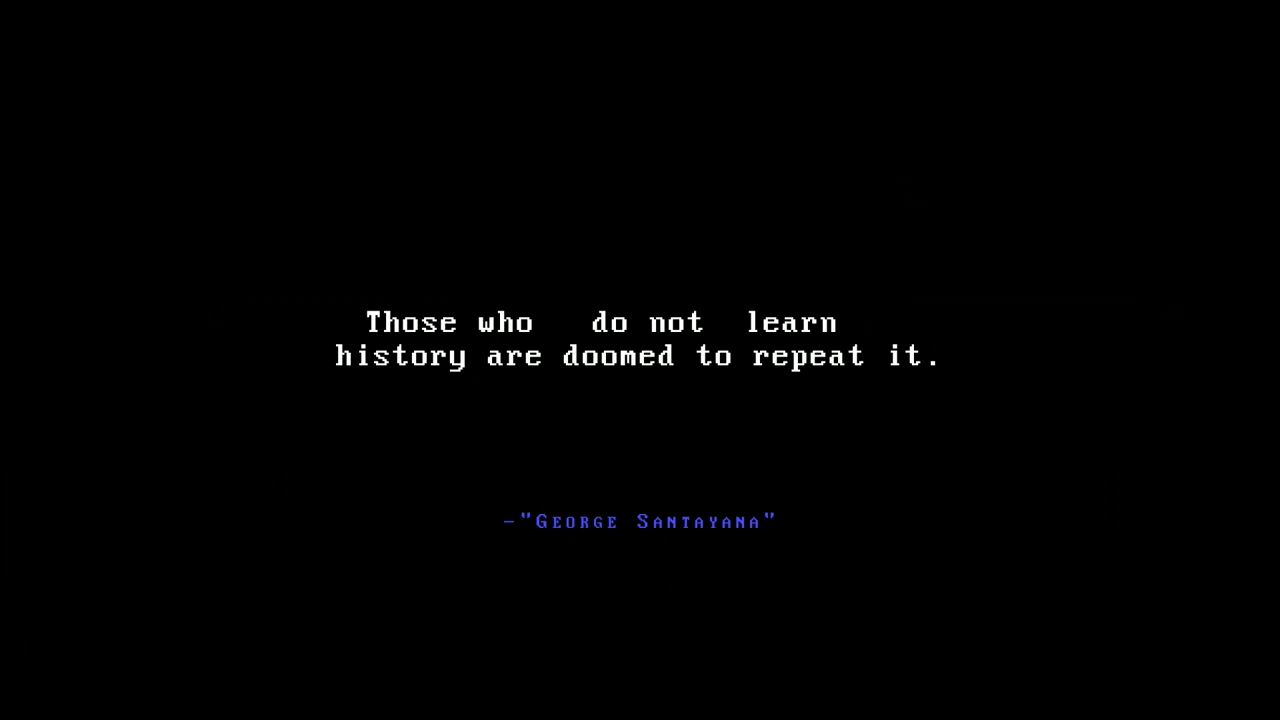 Those who do not learn
history are doomed to repeat it.
-"George Santayana"